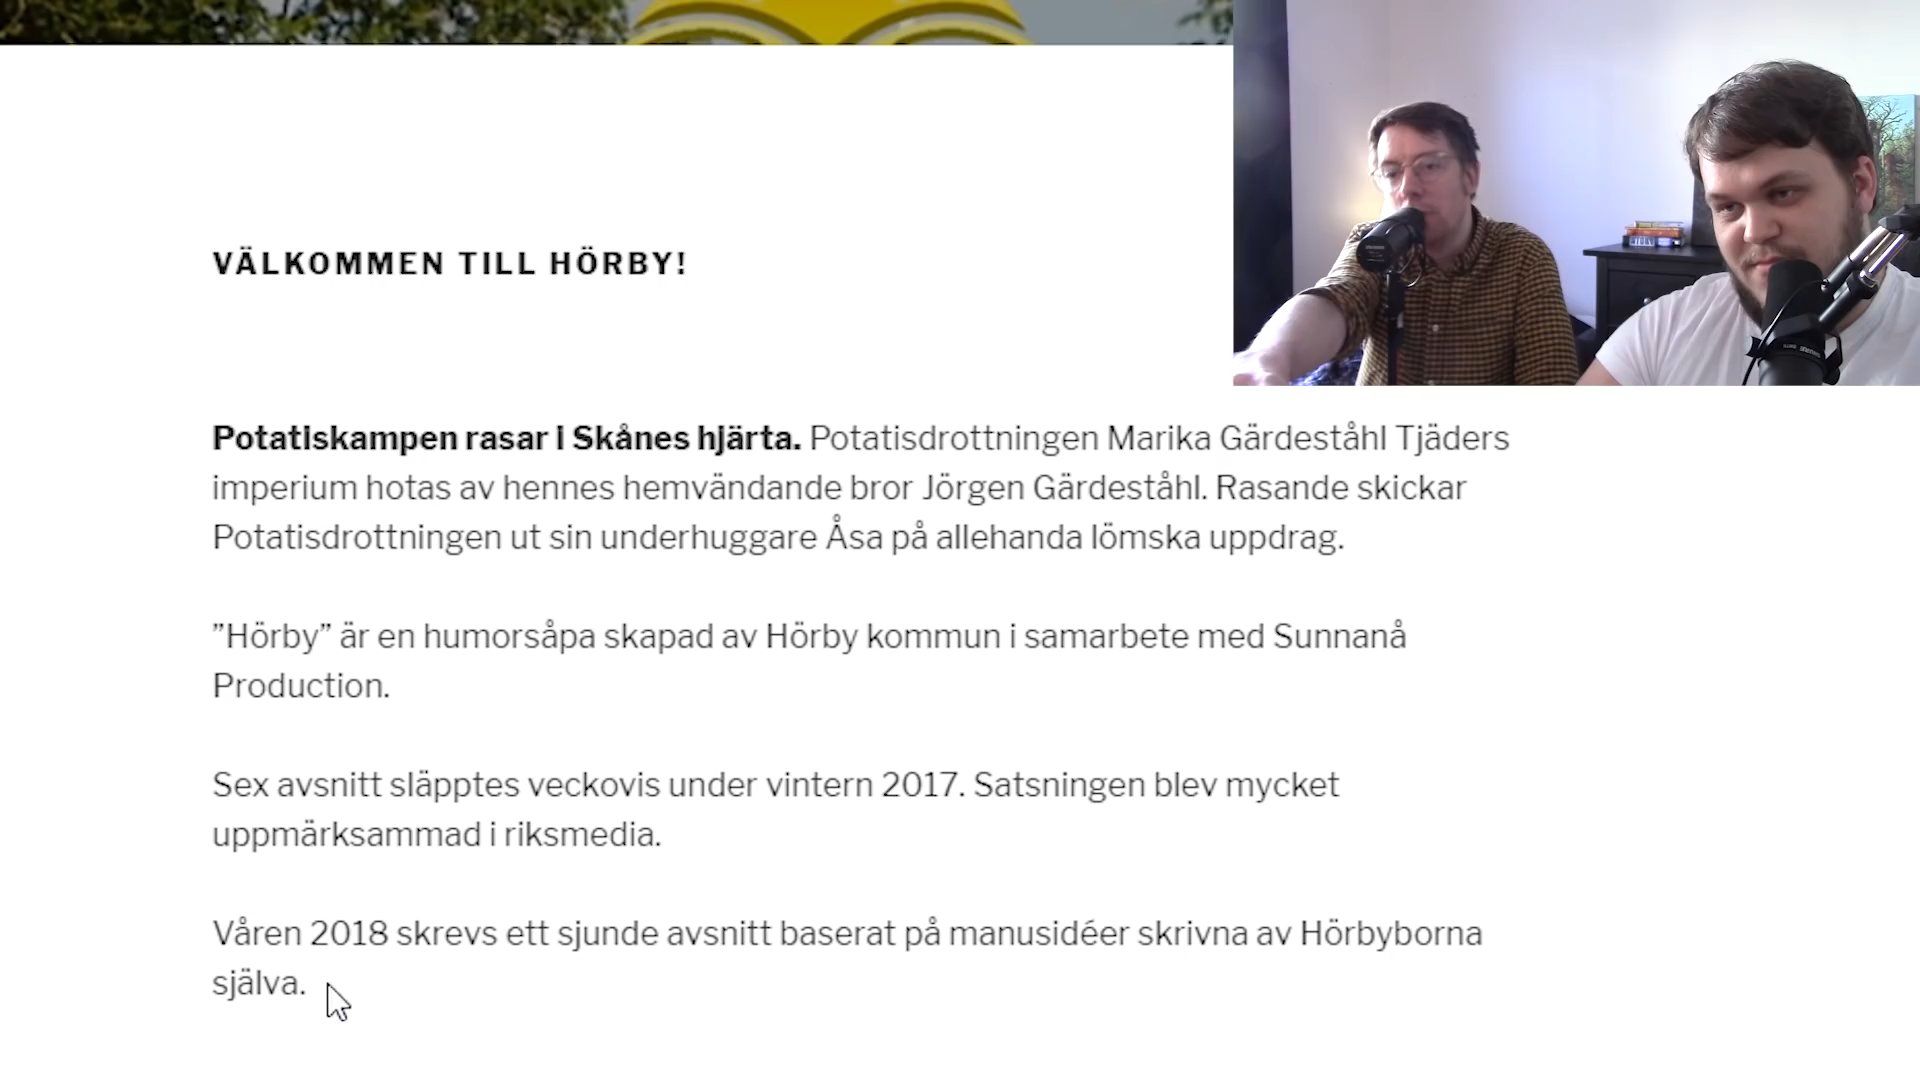 VÄLKOMMEN TILL HÖRBY!
Potatiskampen rasar i Skånes hjärta. Potatisdrottningen Marika Gärdeståhl Tjäders
imperium hotas av hennes hemvändande bror Jörgen Gärdeståhl. Rasande skickar
Potatisdrottningen ut sin underhuggare Åsa på allehanda lömska uppdrag.
”Hörby” är en humorsåpa skapad av Hörby kommun i samarbete med Sunnanå
Production.
Sex avsnitt släpptes veckovis under vintern 2017. Satsningen blev mycket
uppmärksammad i riksmedia.
Våren 2018 skrevs ett sjunde avsnitt baserat på manusidéer skrivna av Hörbyborna
själva.